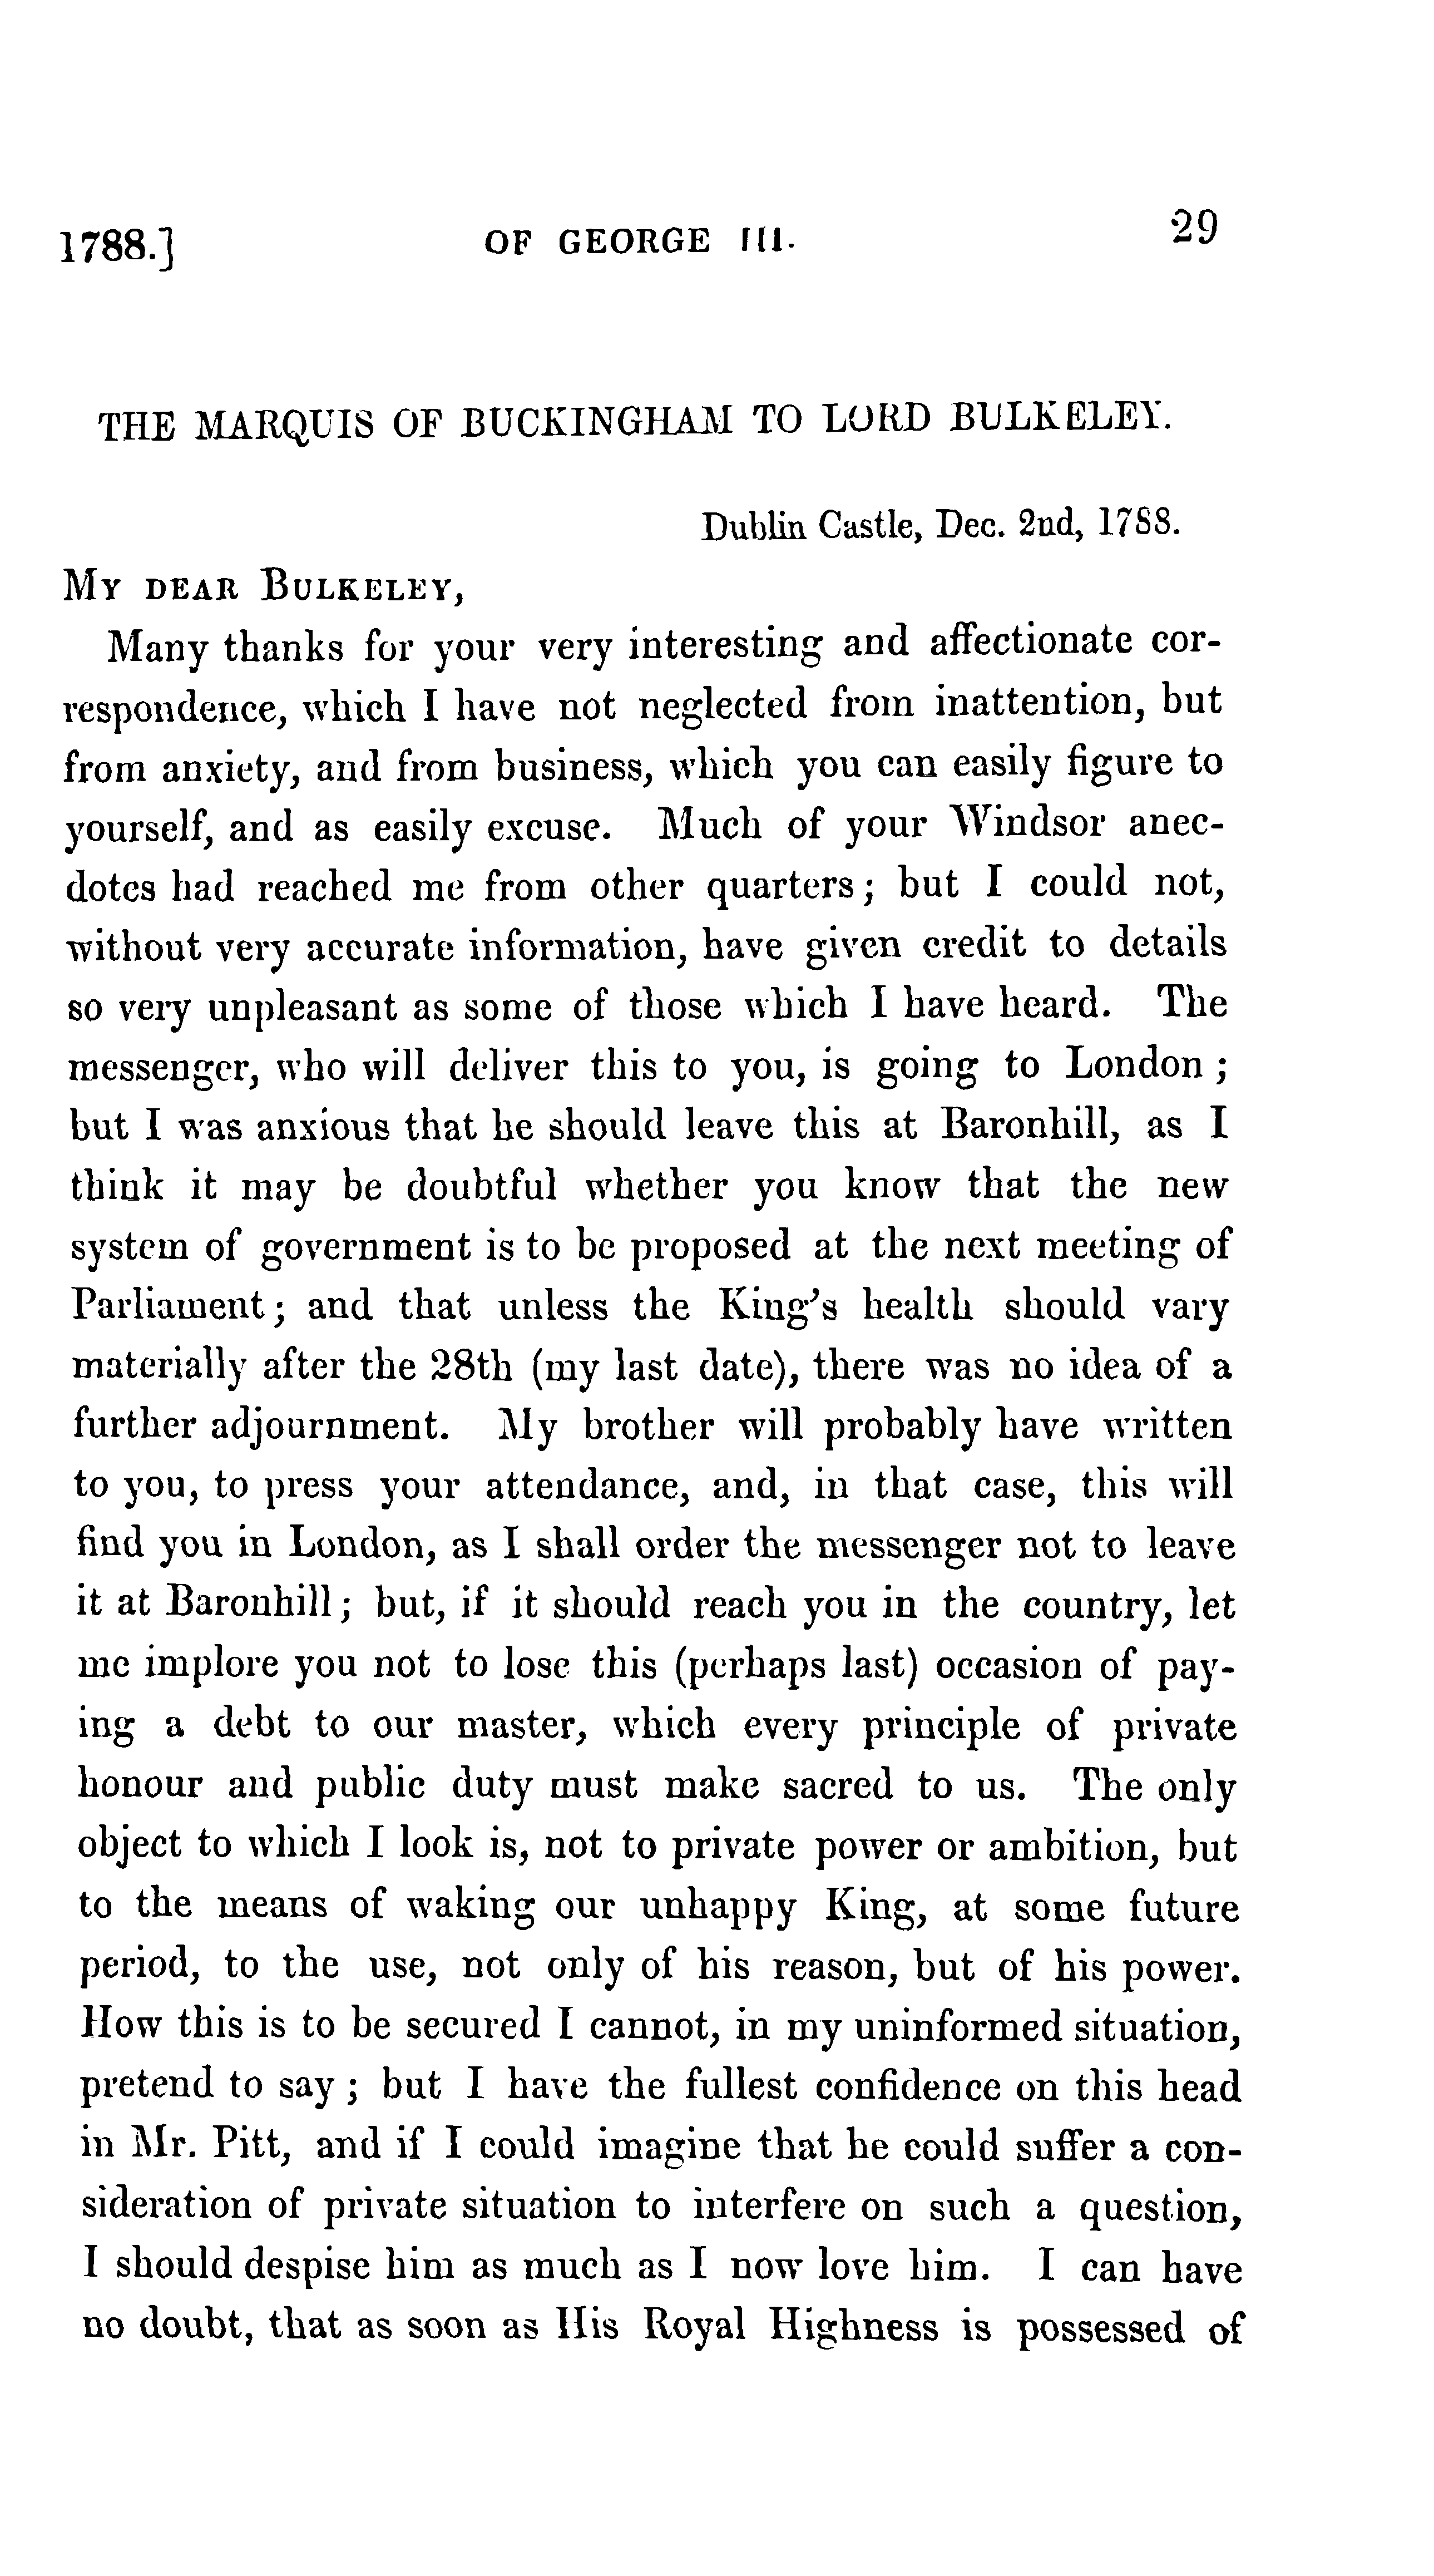 1788.] OF GEORGE III. 29
THE MARQUIS OF BUCKINGHAM TO LORD BULKELEY.
Dublin Castle, Dec. 2nd, 1788.
MY DEAR BULKELEY,
Many thanks for your very interesting and affectionate cor-
respondence, which I have not neglected from inattention, but
from anxiety, and from business, which you can easily figure to
yourself, and as easily excuse. Much of your Windsor anec-
dotes had reached me from other quarters; but I could not,
without very accurate information, have given credit to details
so very unpleasant as some of those which I have heard. The
messenger, who will deliver this to you, is going to London;
but I was anxious that he should leave this at Baronhill, as I
think it may be doubtful whether you know that the new
system of government is to be proposed at the next meeting of
Parliament; and that unless the King's health should vary
materially after the 28th (my last date), there was no idea of a
further adjournment. My brother will probably have written
to you, to press your attendance, and, in that case, this will
find you in London, as I shall order the messenger not to leave
it at Baronhill; but, if it should reach you in the country, let
me implore you not to lose this (perhaps last) occasion of pay-
ing a debt to our master, which every principle of private
honour and public duty must make sacred to us. The only
object to which I look is, not to private power or ambition, but
to the means of waking our unhappy King, at some future
period, to the use, not only of his reason, but of his power.
How this is to be secured I cannot, in my uninformed situation,
pretend to say; but I have the fullest confidence on this head
in Mr. Pitt, and if I could imagine that he could suffer a con-
sideration of private situation to interfere on such a question,
I should despise him as much as I now love him. I can have
no doubt, that as soon as His Royal Highness is possessed of